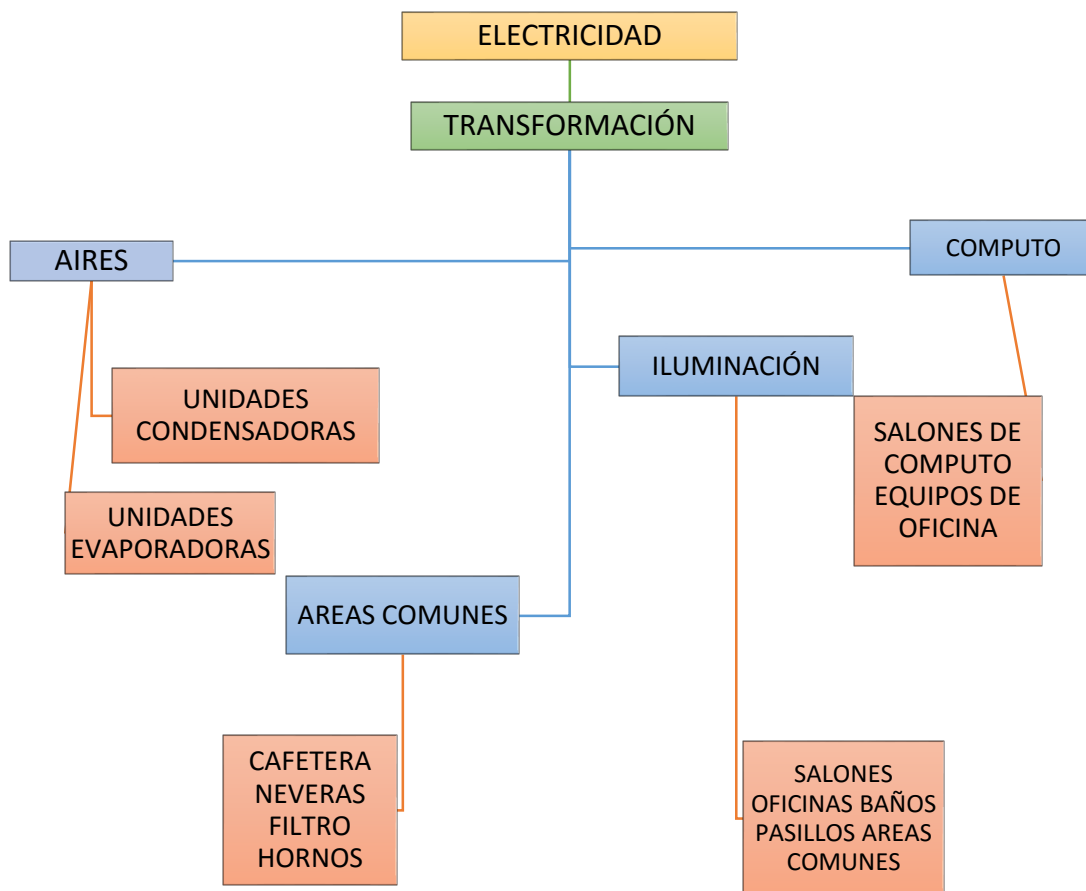 ELECTRICIDAD
TRANSFORMACIÓN
AIRES
COMPUTO
ILUMINACIÓN
UNIDADES
CONDENSADORAS
SALONES DE
COMPUTO
EQUIPOS DE
OFICINA
UNIDADES
EVAPORADORAS
AREAS COMUNES
CAFETERA
NEVERAS
FILTRO
HORNOS
SALONES
OFICINAS BAÑOS
PASILLOS AREAS
COMUNES